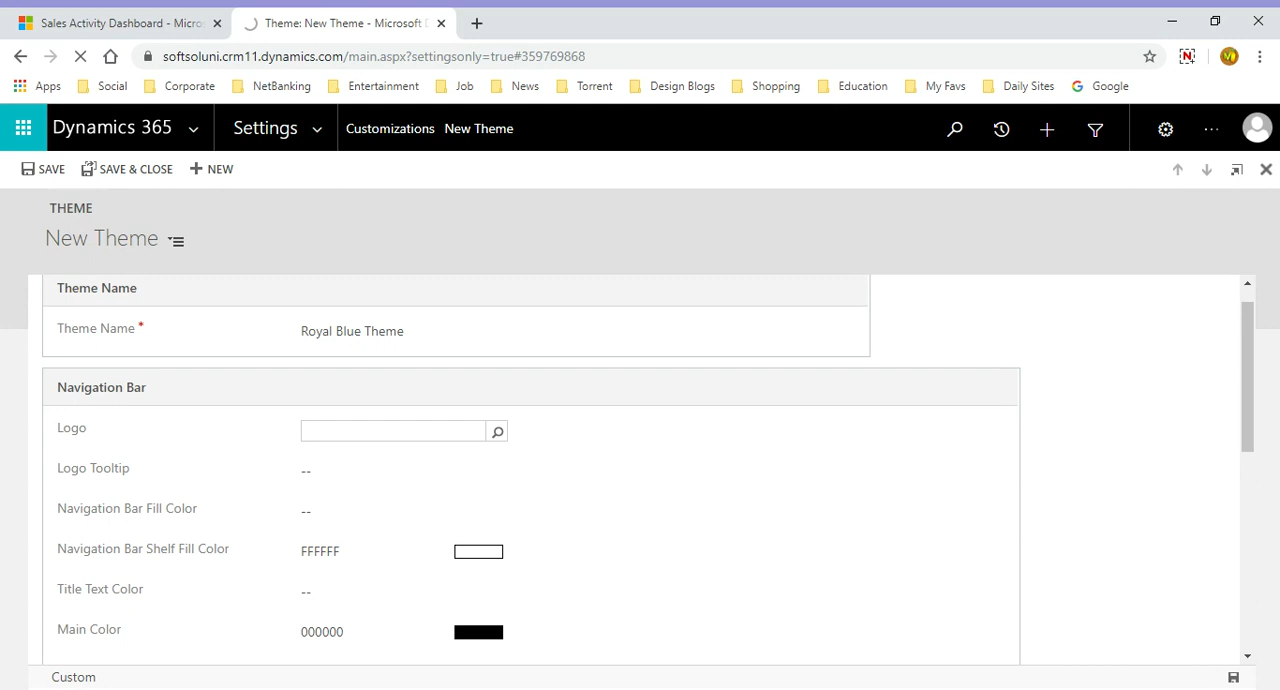 Sales Activity Dashboard - Micro
Theme: New Theme - Microsoft D
softsoluni.crm11.dynamics.com/main.aspx?settingsonly=true#359769868
Apps Social Corporate NetBanking Entertainment Job News Torrent Design Blogs Shopping Education My Favs Daily Sites Google
Dynamics 365 Settings Customizations New Theme
SAVE SAVE & CLOSE NEW
THEME
New Theme
Theme Name
Theme Name * Royal Blue Theme
Navigation Bar
Logo
Logo Tooltip --
Navigation Bar Fill Color --
Navigation Bar Shelf Fill Color FFFFFF
Title Text Color --
Main Color 000000
Custom